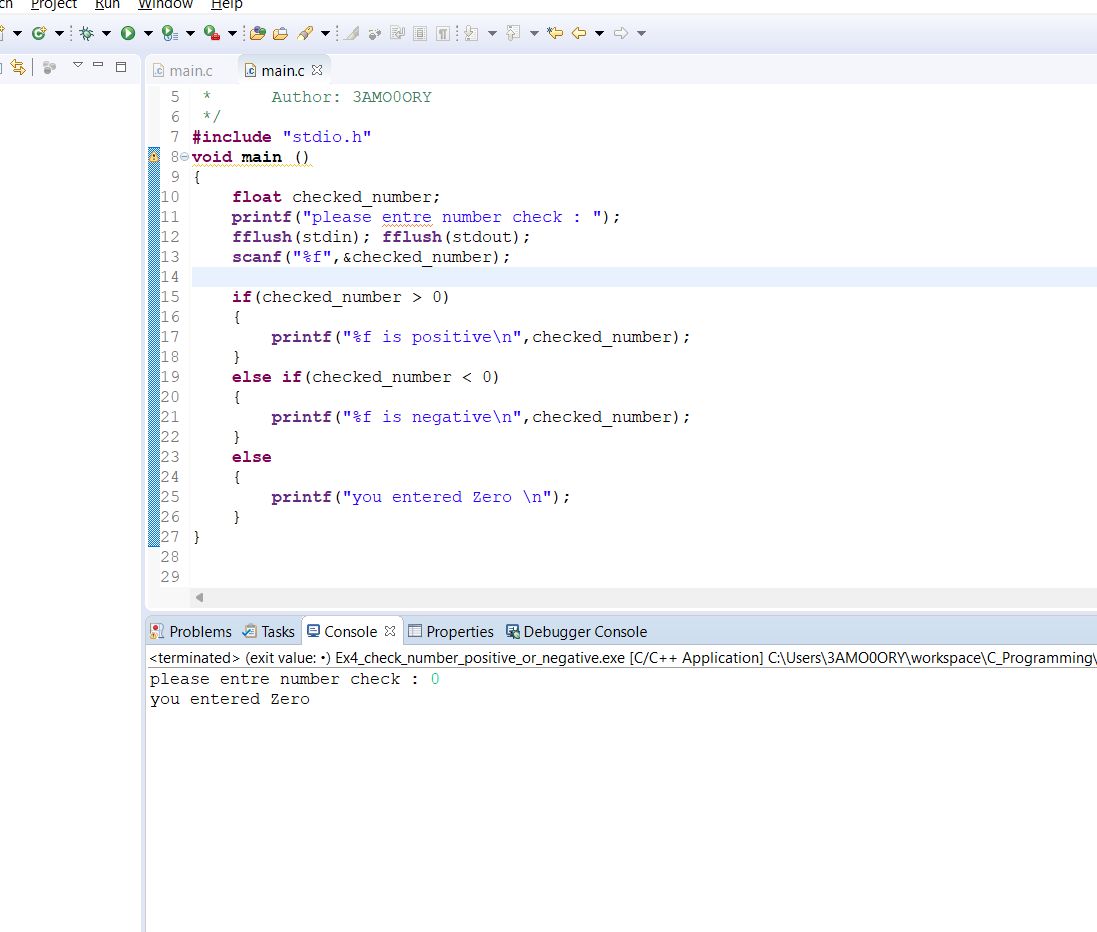 ch Project Run Window Help
main.c main.c
5 *      Author: 3AMO0ORY
6 */
7 #include "stdio.h"
8 void main ()
9 {
10     float checked_number;
11     printf("please entre number check : ");
12     fflush(stdin); fflush(stdout);
13     scanf("%f",&checked_number);
14
15     if(checked_number > 0)
16     {
17         printf("%f is positive\n",checked_number);
18     }
19     else if(checked_number < 0)
20     {
21         printf("%f is negative\n",checked_number);
22     }
23     else
24     {
25         printf("you entered Zero \n");
26     }
27 }
28
29
Problems Tasks Console Properties Debugger Console
<terminated> (exit value: •) Ex4_check_number_positive_or_negative.exe [C/C++ Application] C:\Users\3AMO0ORY\workspace\C_Programming\
please entre number check : 0
you entered Zero